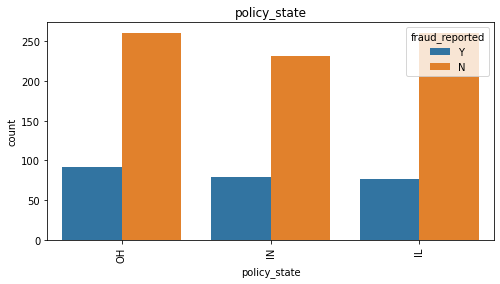 policy_state
fraud_reported
Y
N
250
200
150
100
50
0
count
OH
IN
IL
policy_state